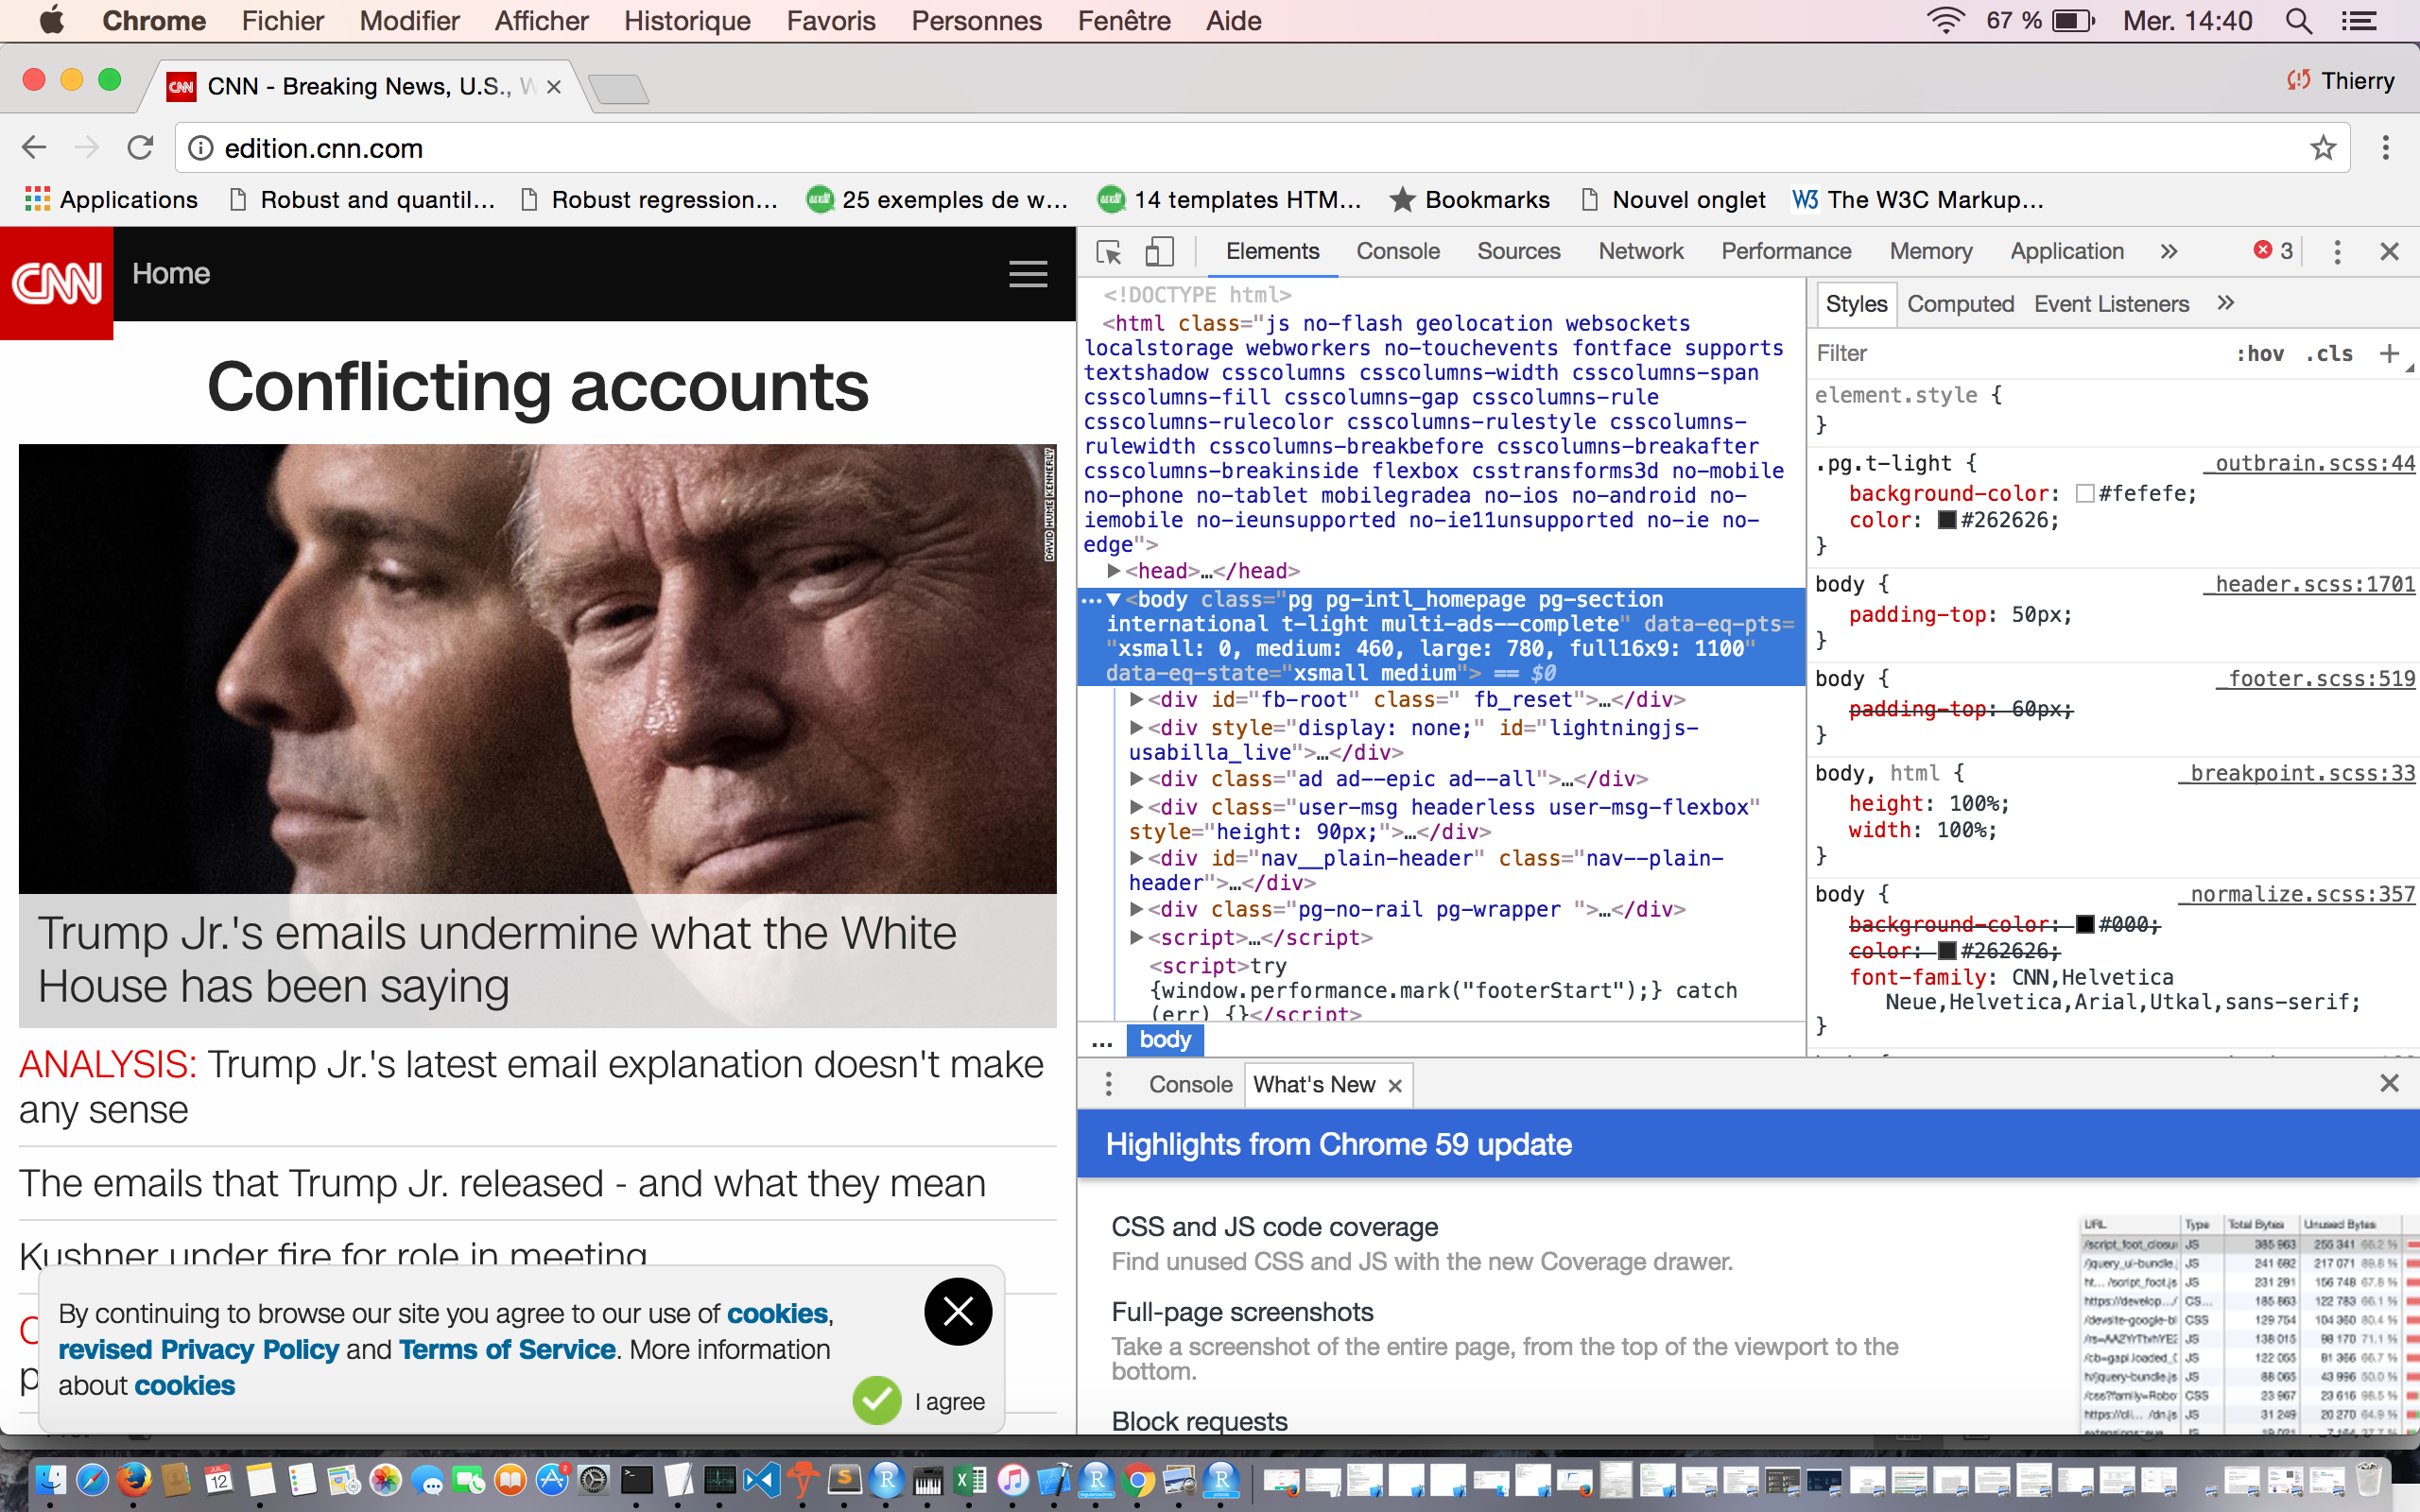 Chrome Fichier Modifier Afficher Historique Favoris Personnes Fenêtre Aide 67 % Mer. 14:40
CNN - Breaking News, U.S., W Thierry
edition.cnn.com
Applications Robust and quantil... Robust regression... 25 exemples de w... 14 templates HTM... Bookmarks Nouvel onglet W3 The W3C Markup...
CNN Home
Conflicting accounts
DAVID HUME KENNERLY
Trump Jr.'s emails undermine what the White
House has been saying
ANALYSIS: Trump Jr.'s latest email explanation doesn't make
any sense
The emails that Trump Jr. released - and what they mean
Kushner under fire for role in meeting
By continuing to browse our site you agree to our use of cookies,
revised Privacy Policy and Terms of Service. More information
about cookies
I agree
Elements Console Sources Network Performance Memory Application » 3
<!DOCTYPE html>
<html class="js no-flash geolocation websockets
localstorage webworkers no-touchevents fontface supports
textshadow csscolumns csscolumns-width csscolumns-span
csscolumns-fill csscolumns-gap csscolumns-rule
csscolumns-rulecolor csscolumns-rulestyle csscolumns-
rulewidth csscolumns-breakbefore csscolumns-breakafter
csscolumns-breakinside flexbox csstransforms3d no-mobile
no-phone no-tablet mobilegradea no-ios no-android no-
iemobile no-ieunsupported no-ie11unsupported no-ie no-
edge">
<head>…</head>
<body class="pg pg-intl_homepage pg-section
international t-light multi-ads--complete" data-eq-pts=
"xsmall: 0, medium: 460, large: 780, full16x9: 1100"
data-eq-state="xsmall medium"> == $0
<div id="fb-root" class=" fb_reset">…</div>
<div style="display: none;" id="lightningjs-
usabilla_live">…</div>
<div class="ad ad--epic ad--all">…</div>
<div class="user-msg headerless user-msg-flexbox"
style="height: 90px;">…</div>
<div id="nav__plain-header" class="nav--plain-
header">…</div>
<div class="pg-no-rail pg-wrapper ">…</div>
<script>…</script>
<script>try
{window.performance.mark("footerStart");} catch
(err) {}</script>
... body
Styles Computed Event Listeners »
Filter :hov .cls +
element.style {
}
.pg.t-light { _outbrain.scss:44
background-color: #fefefe;
color: #262626;
}
body { _header.scss:1701
padding-top: 50px;
}
body { _footer.scss:519
padding-top: 60px;
}
body, html { _breakpoint.scss:33
height: 100%;
width: 100%;
}
body { _normalize.scss:357
background-color: #000;
color: #262626;
font-family: CNN,Helvetica
Neue,Helvetica,Arial,Utkal,sans-serif;
}
Console What's New
Highlights from Chrome 59 update
CSS and JS code coverage
Find unused CSS and JS with the new Coverage drawer.
Full-page screenshots
Take a screenshot of the entire page, from the top of the viewport to the
bottom.
Block requests
URL Type Total Bytes Unused Bytes
/script_foot_closu JS 385 963 255 341 66.2 %
/jquery_ui-bundle. JS 241 692 217 071 89.8 %
ht... /script_foot.js JS 231 291 156 748 67.8 %
https://develop.../ CS... 185 863 122 783 66.1 %
/devsite-google-bl CSS 129 754 104 360 80.4 %
JS 138 015 98 170 71.1 %
/cb=gapi.loaded_0 JS 122 055 81 366 66.7 %
h/jquery-bundle.js JS 88 065 43 996 50.0 %
/css?family=Robo CSS 23 967 23 616 98.5 %
https://cli... /dn.js JS 31 249 20 270 64.9 %
12